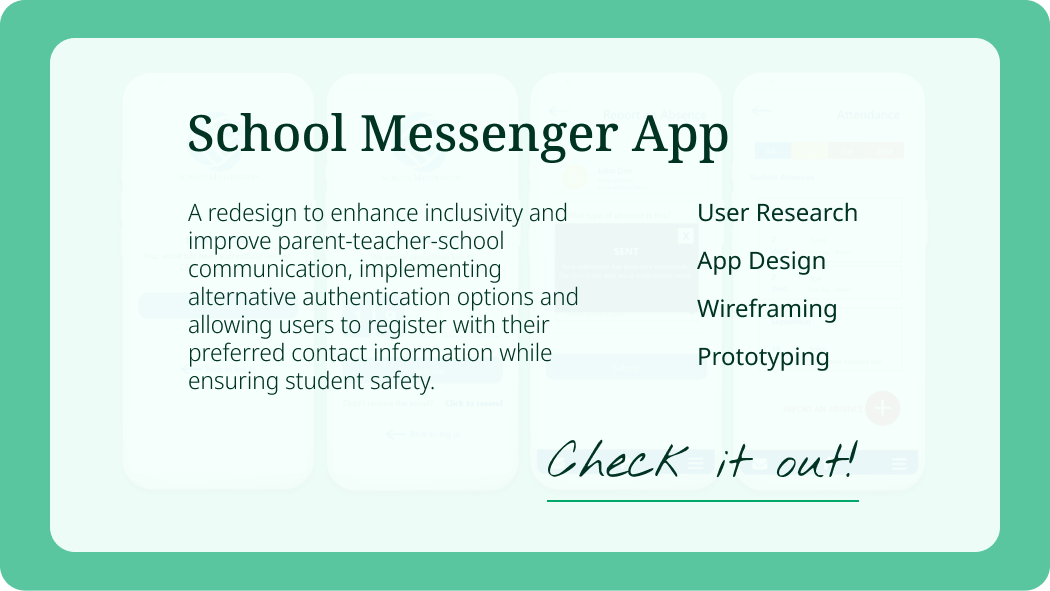 School Messenger App
A redesign to enhance inclusivity and
improve parent-teacher-school
communication, implementing
alternative authentication options and
allowing users to register with their
preferred contact information while
ensuring student safety.
User Research
App Design
Wireframing
Prototyping
Check it out!
Attendance
SENT